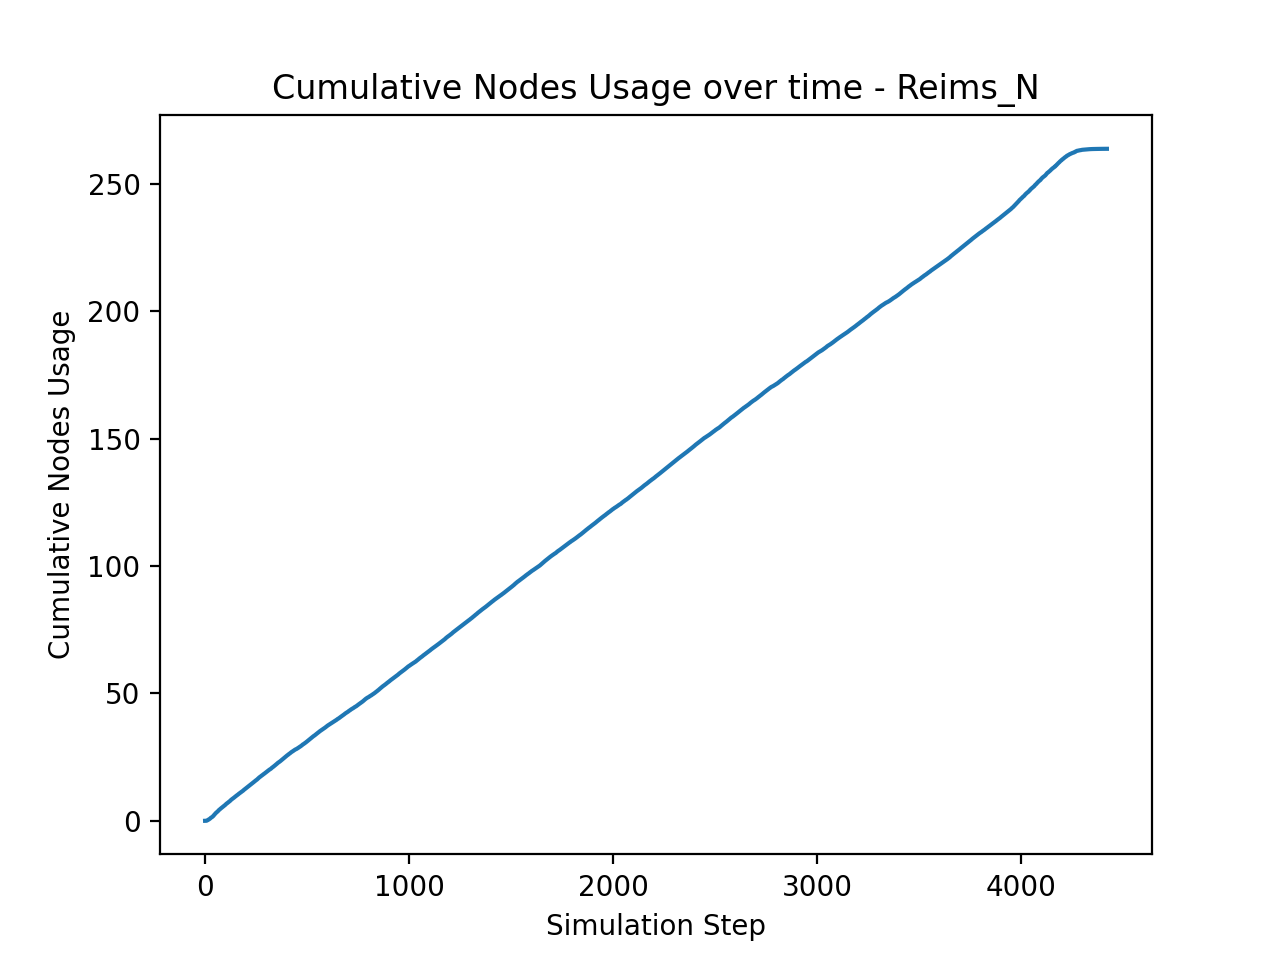 Cumulative Nodes Usage over time - Reims_N
250
200
150
100
50
0
Cumulative Nodes Usage
0 1000 2000 3000 4000
Simulation Step